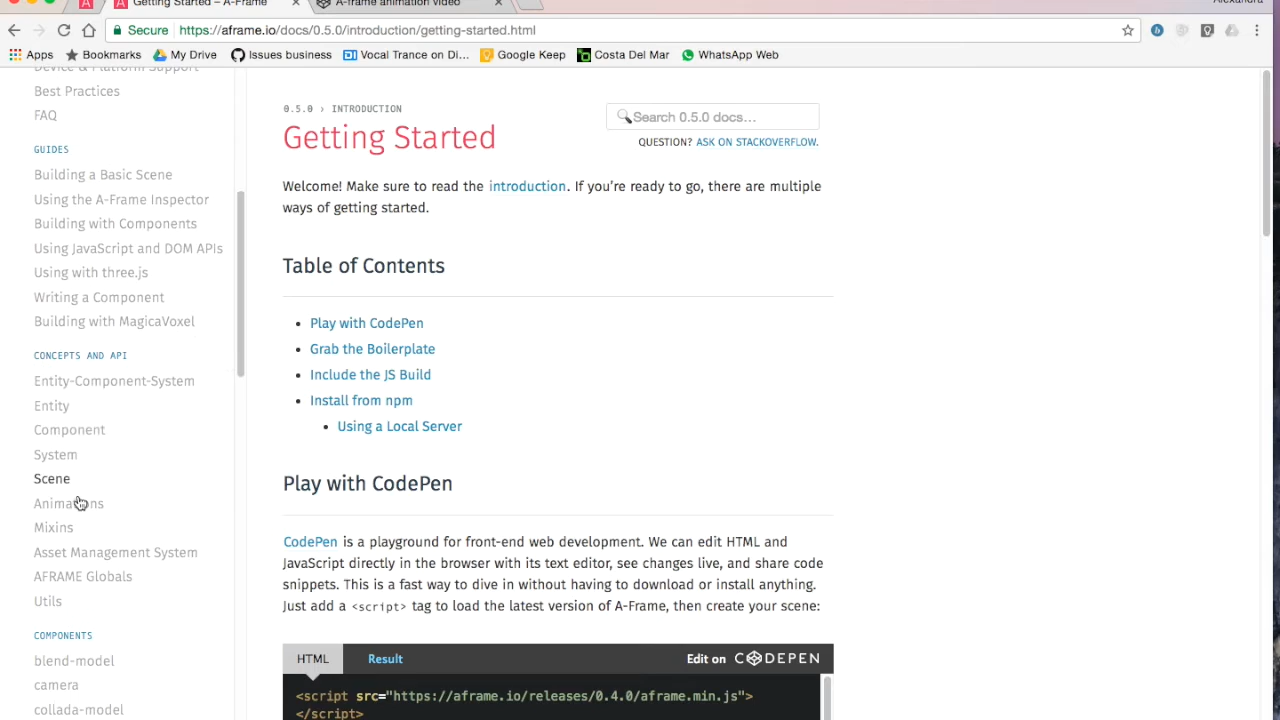 Alexandra
Getting Started – A-Frame
A-frame animation video
Secure https://aframe.io/docs/0.5.0/introduction/getting-started.html
Apps Bookmarks My Drive Issues business Vocal Trance on Di... Google Keep Costa Del Mar WhatsApp Web
Device & Platform Support
Best Practices
FAQ
GUIDES
Building a Basic Scene
Using the A-Frame Inspector
Building with Components
Using JavaScript and DOM APIs
Using with three.js
Writing a Component
Building with MagicaVoxel
CONCEPTS AND API
Entity-Component-System
Entity
Component
System
Scene
Animations
Mixins
Asset Management System
AFRAME Globals
Utils
COMPONENTS
blend-model
camera
collada-model
0.5.0 › INTRODUCTION
Getting Started
Search 0.5.0 docs...
QUESTION? ASK ON STACKOVERFLOW.
Welcome! Make sure to read the introduction. If you're ready to go, there are multiple
ways of getting started.
Table of Contents
• Play with CodePen
• Grab the Boilerplate
• Include the JS Build
• Install from npm
• Using a Local Server
Play with CodePen
CodePen is a playground for front-end web development. We can edit HTML and
JavaScript directly in the browser with its text editor, see changes live, and share code
snippets. This is a fast way to dive in without having to download or install anything.
Just add a <script> tag to load the latest version of A-Frame, then create your scene:
HTML Result Edit on CODEPEN
<script src="https://aframe.io/releases/0.4.0/aframe.min.js">
</script>